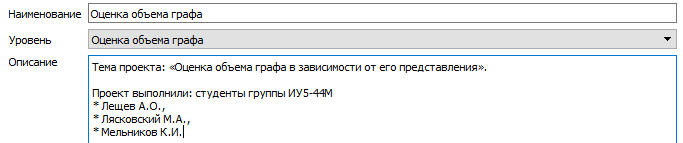 Наименование Оценка объема графа
Уровень Оценка объема графа
Описание Тема проекта: «Оценка объема графа в зависимости от его представления».
Проект выполнили: студенты группы ИУ5-44М
* Лещев А.О.,
* Лясковский М.А.,
* Мельников К.И.